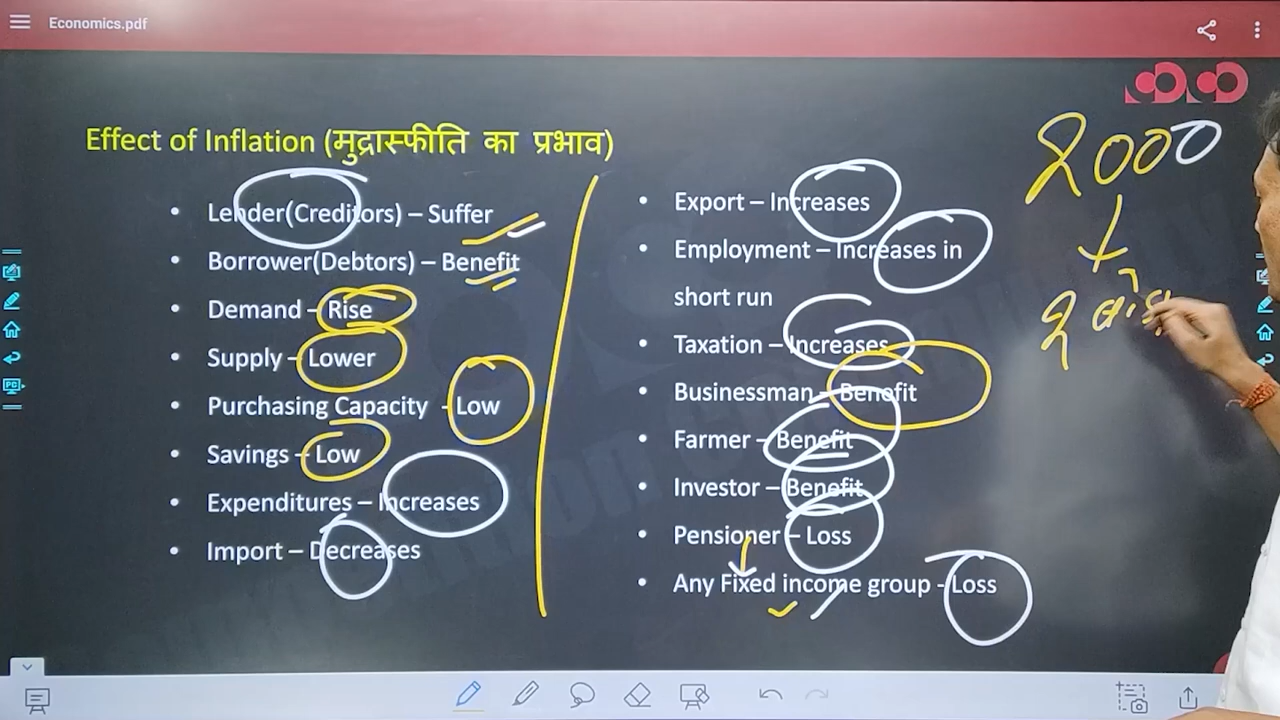 Economics.pdf
Effect of Inflation (मुद्रास्फीति का प्रभाव)
• Lender(Creditors) – Suffer
• Borrower(Debtors) – Benefit
• Demand – Rise
• Supply – Lower
• Purchasing Capacity - Low
• Savings – Low
• Expenditures – Increases
• Import – Decreases
• Export – Increases
• Employment – Increases in
short run
• Taxation – Increases
• Businessman – Benefit
• Farmer – Benefit
• Investor – Benefit
• Pensioner – Loss
• Any Fixed income group - Loss
2000
2